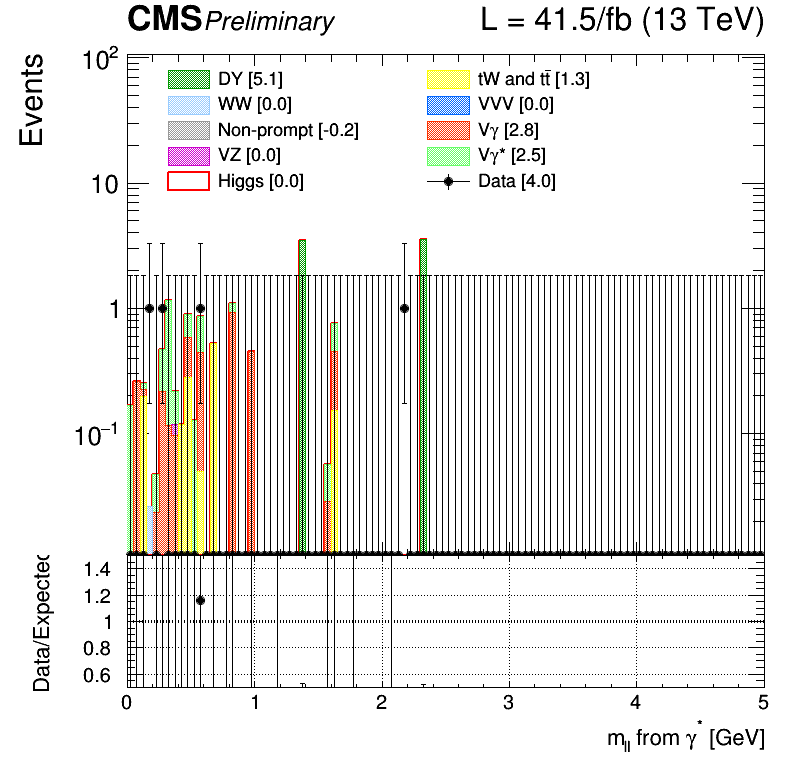 CMS Preliminary L = 41.5/fb (13 TeV)
Events
10²
10
1
10⁻¹
DY [5.1]
WW [0.0]
Non-prompt [-0.2]
VZ [0.0]
Higgs [0.0]
tW and tt̄ [1.3]
VVV [0.0]
Vγ [2.8]
Vγ* [2.5]
Data [4.0]
Data/Expected
1.4
1.2
1
0.8
0.6
0 1 2 3 4 5
m_ll from γ* [GeV]